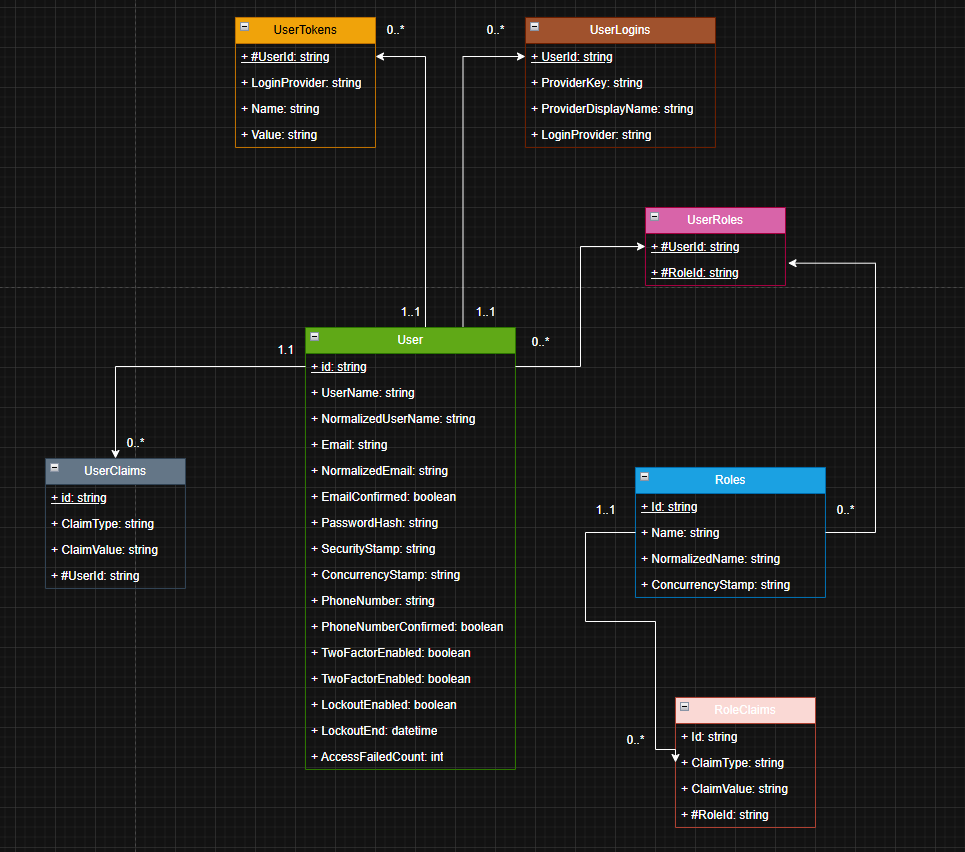 UserTokens
0..*
+ #UserId: string
+ LoginProvider: string
+ Name: string
+ Value: string
0..*
UserLogins
+ UserId: string
+ ProviderKey: string
+ ProviderDisplayName: string
+ LoginProvider: string
UserRoles
+ #UserId: string
+ #RoleId: string
1..1
1..1
0..*
1.1
User
+ id: string
+ UserName: string
+ NormalizedUserName: string
+ Email: string
+ NormalizedEmail: string
+ EmailConfirmed: boolean
+ PasswordHash: string
+ SecurityStamp: string
+ ConcurrencyStamp: string
+ PhoneNumber: string
+ PhoneNumberConfirmed: boolean
+ TwoFactorEnabled: boolean
+ TwoFactorEnabled: boolean
+ LockoutEnabled: boolean
+ LockoutEnd: datetime
+ AccessFailedCount: int
0..*
UserClaims
+ id: string
+ ClaimType: string
+ ClaimValue: string
+ #UserId: string
1..1
Roles
0..*
+ Id: string
+ Name: string
+ NormalizedName: string
+ ConcurrencyStamp: string
0..*
RoleClaims
+ Id: string
+ ClaimType: string
+ ClaimValue: string
+ #RoleId: string